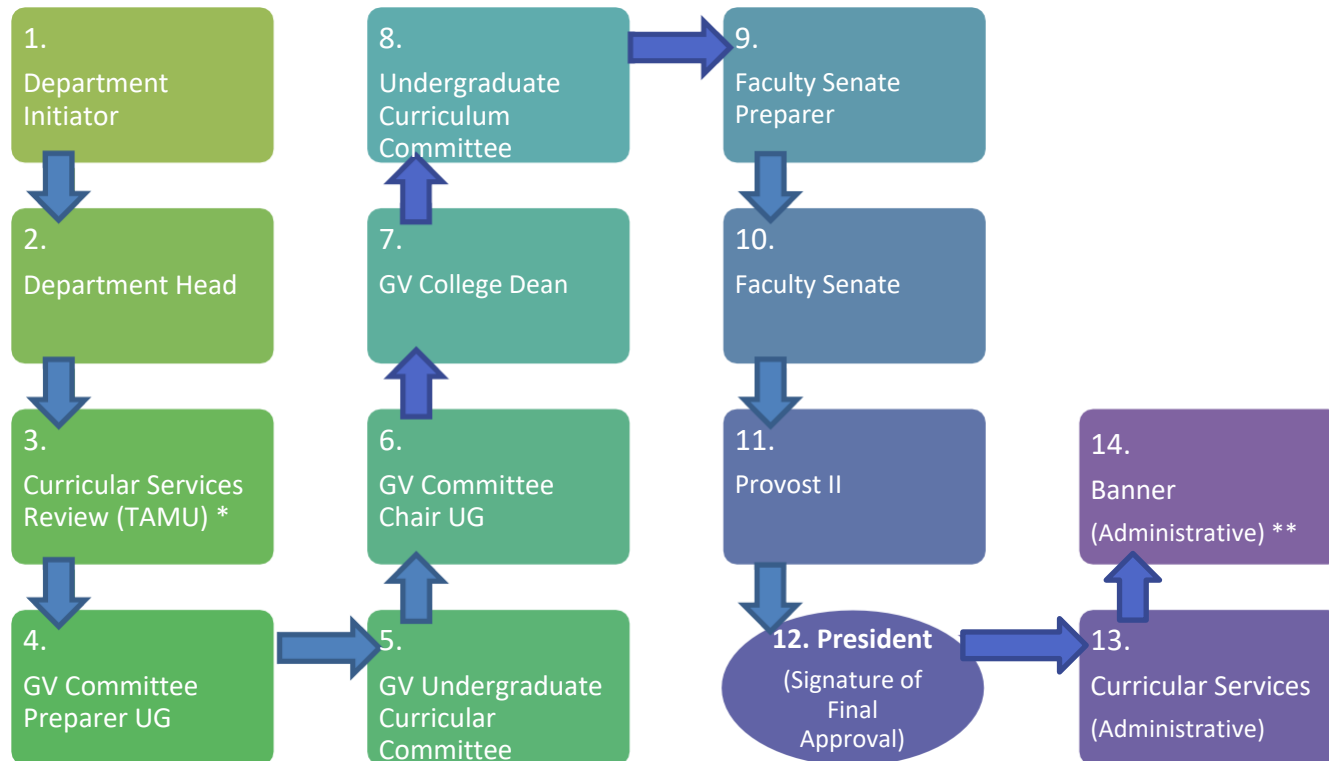 1.
Department
Initiator
2.
Department Head
3.
Curricular Services
Review (TAMU) *
4.
GV Committee
Preparer UG
5.
GV Undergraduate
Curricular
Committee
6.
GV Committee
Chair UG
7.
GV College Dean
8.
Undergraduate
Curriculum
Committee
9.
Faculty Senate
Preparer
10.
Faculty Senate
11.
Provost II
12. President
(Signature of
Final
Approval)
13.
Curricular Services
(Administrative)
14.
Banner
(Administrative) **